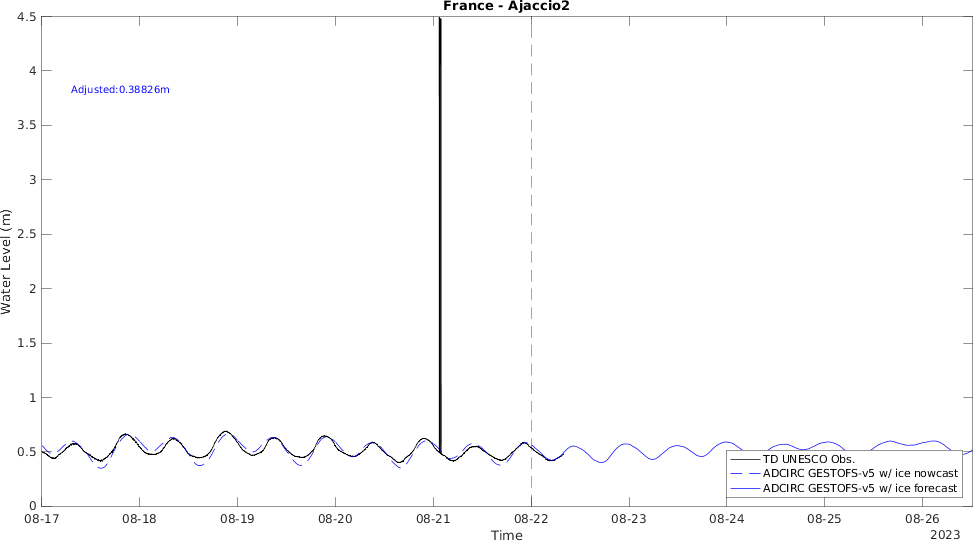 France - Ajaccio2
4.5
4
3.5
3
2.5
2
1.5
1
0.5
0
Water Level (m)
Adjusted:0.38826m
TD UNESCO Obs.
ADCIRC GESTOFS-v5 w/ ice nowcast
ADCIRC GESTOFS-v5 w/ ice forecast
08-17 08-18 08-19 08-20 08-21 08-22 08-23 08-24 08-25 08-26
Time
2023